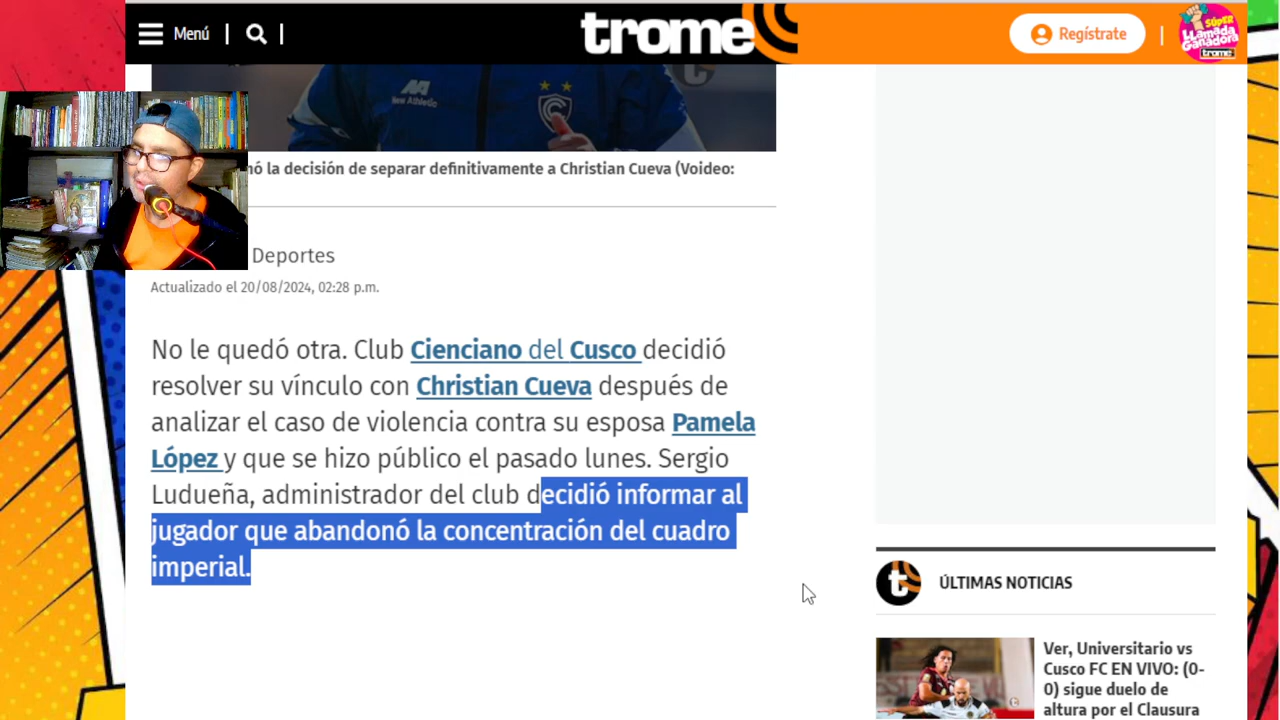 Menú
trome
Regístrate
SÚPER
LLAMADA
GANADORA
trome
New Athletic
nó la decisión de separar definitivamente a Christian Cueva (Voideo:
Deportes
Actualizado el 20/08/2024, 02:28 p.m.
No le quedó otra. Club Cienciano del Cusco decidió
resolver su vínculo con Christian Cueva después de
analizar el caso de violencia contra su esposa Pamela
López y que se hizo público el pasado lunes. Sergio
Ludueña, administrador del club decidió informar al
jugador que abandonó la concentración del cuadro
imperial.
t
ÚLTIMAS NOTICIAS
Ver, Universitario vs
Cusco FC EN VIVO: (0-
0) sigue duelo de
altura por el Clausura